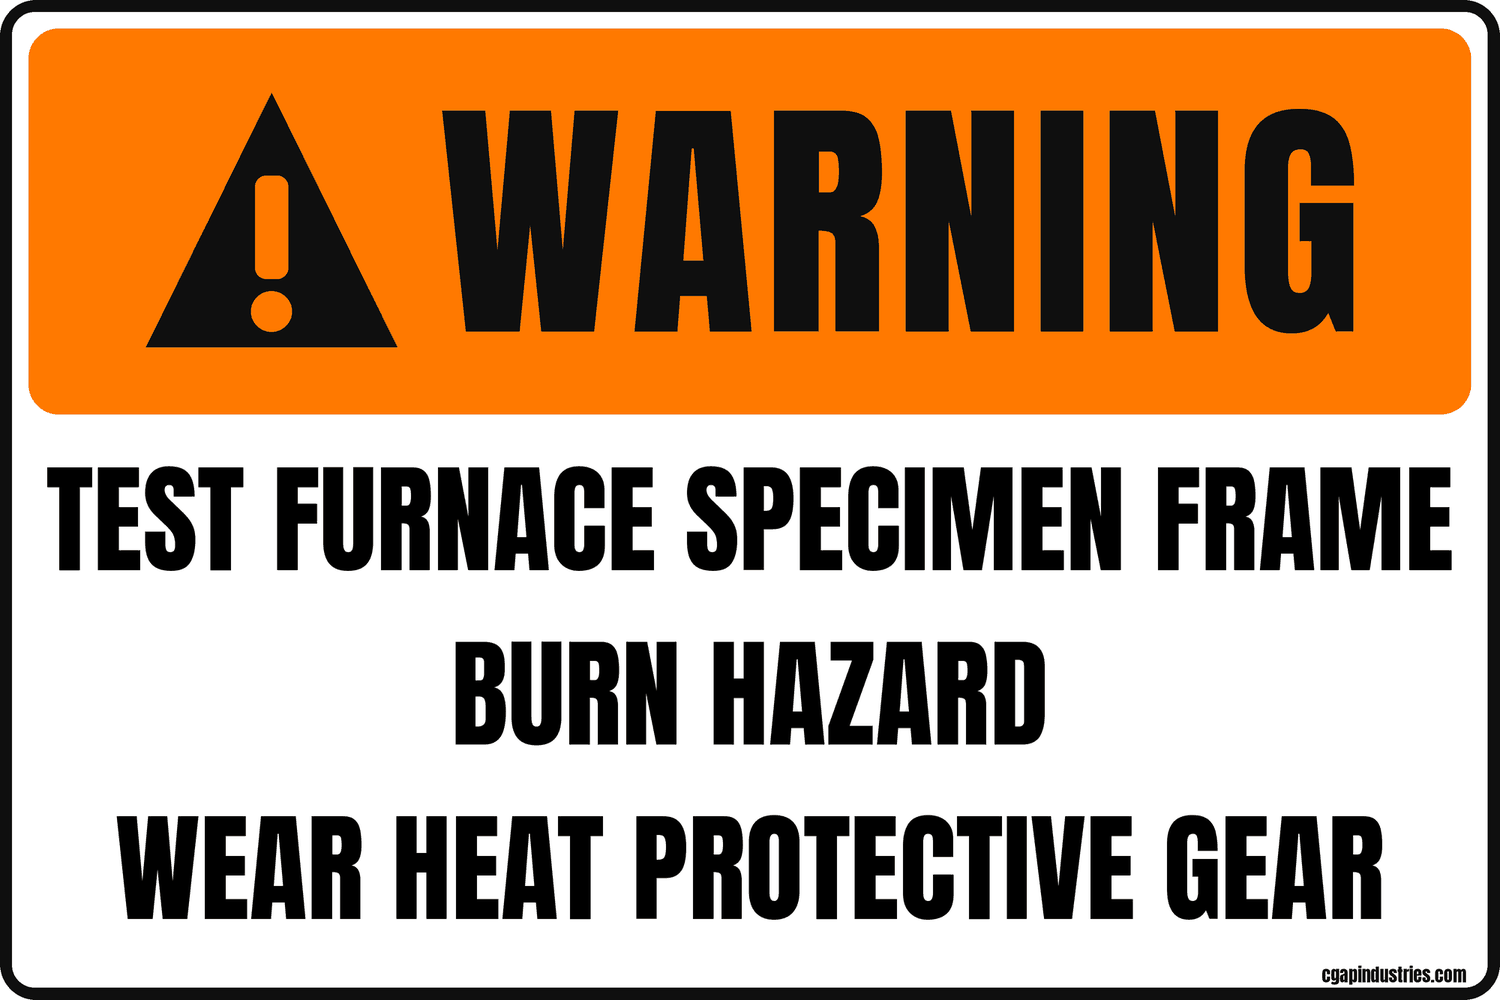 WARNING
TEST FURNACE SPECIMEN FRAME
BURN HAZARD
WEAR HEAT PROTECTIVE GEAR
cgapindustries.com